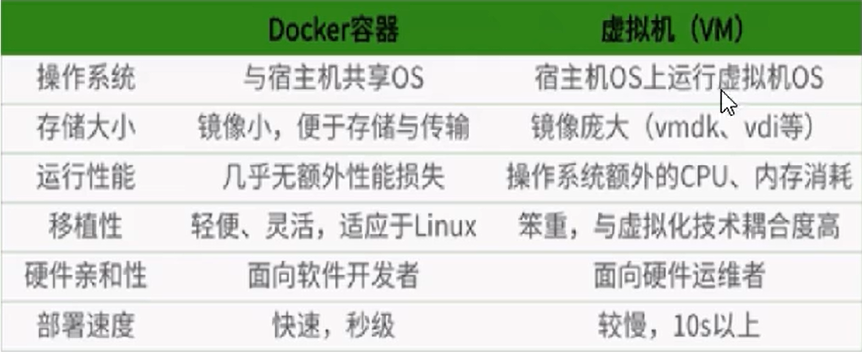 Docker容器 虚拟机（VM）
操作系统 与宿主机共享OS 宿主机OS上运行虚拟机OS
存储大小 镜像小，便于存储与传输 镜像庞大（vmdk、vdi等）
运行性能 几乎无额外性能损失 操作系统额外的CPU、内存消耗
移植性 轻便、灵活，适应于Linux 笨重，与虚拟化技术耦合度高
硬件亲和性 面向软件开发者 面向硬件运维者
部署速度 快速，秒级 较慢，10s以上